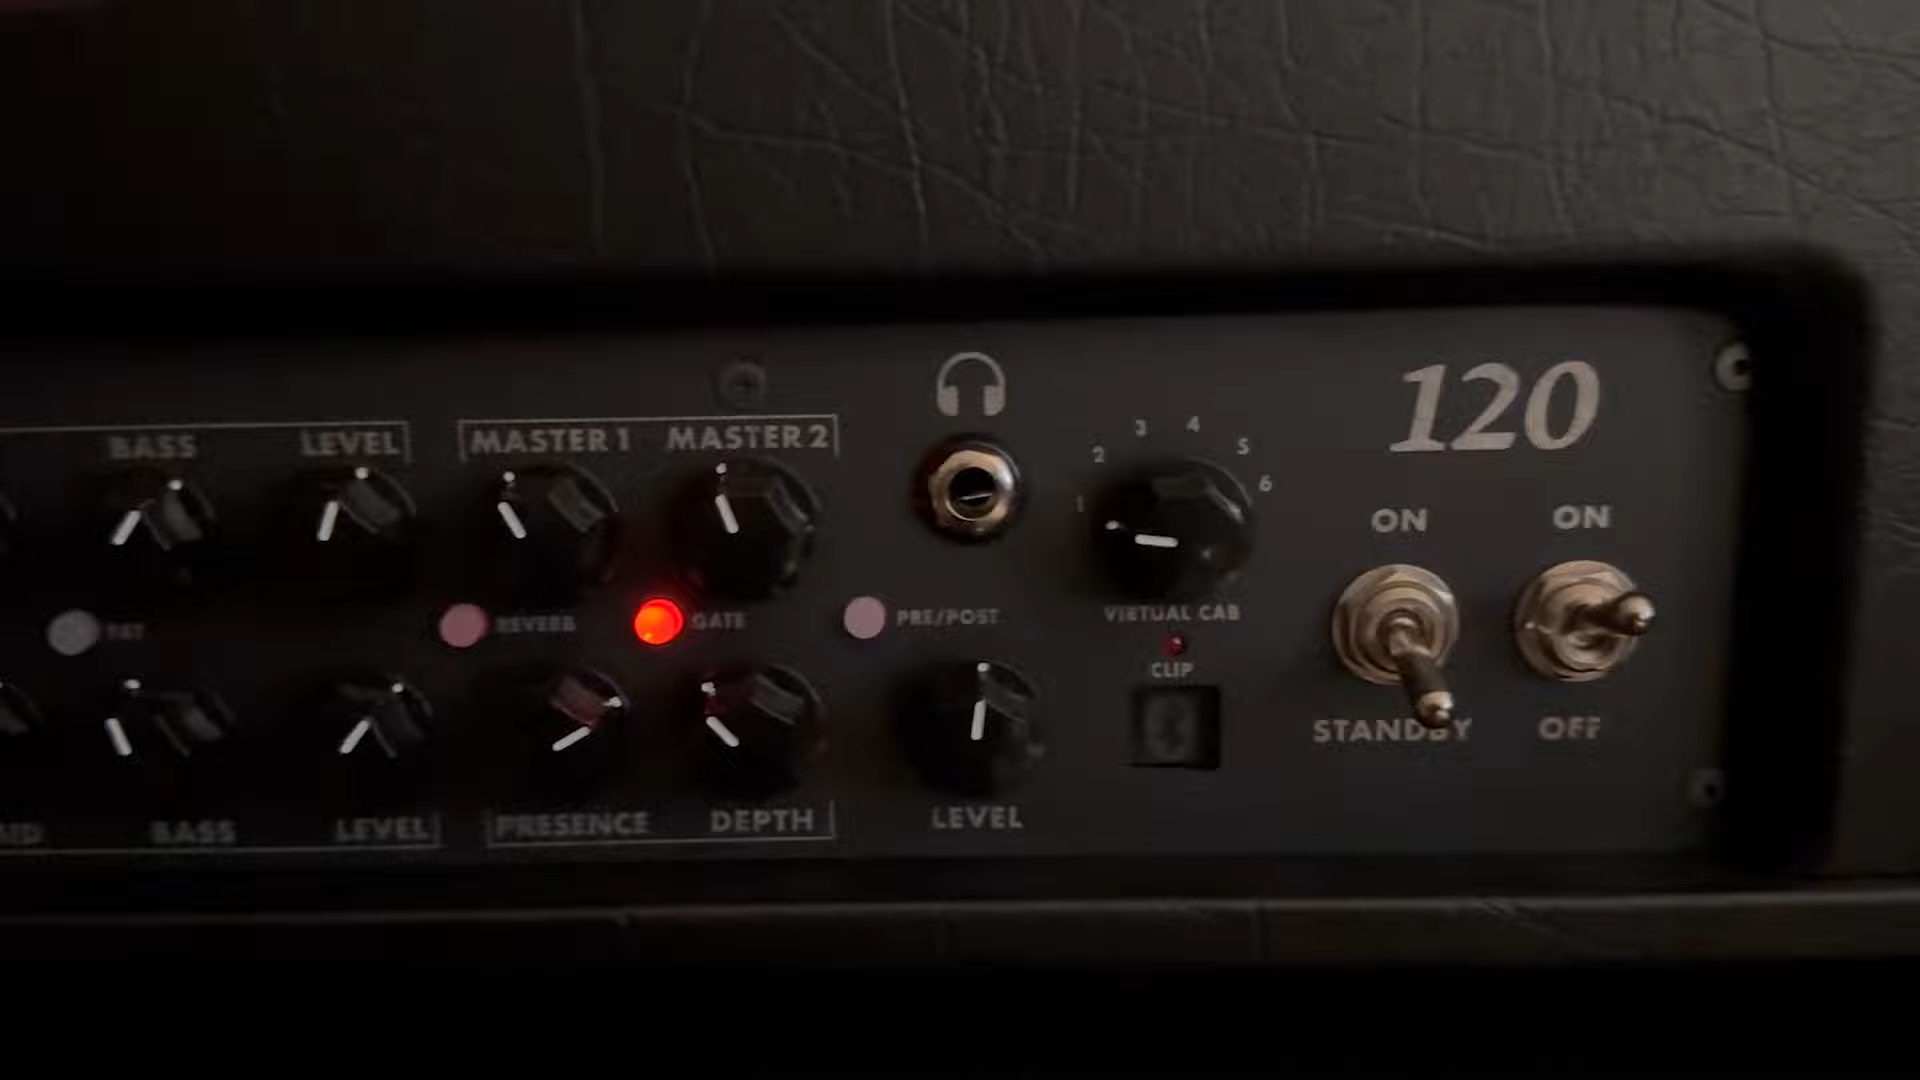 BASS LEVEL MASTER 1 MASTER 2
1 2 3 4 5 6
120
ON ON
REVERB GATE PRE/POST
VIRTUAL CAB
CLIP
STANDBY OFF
BASS LEVEL PRESENCE DEPTH LEVEL